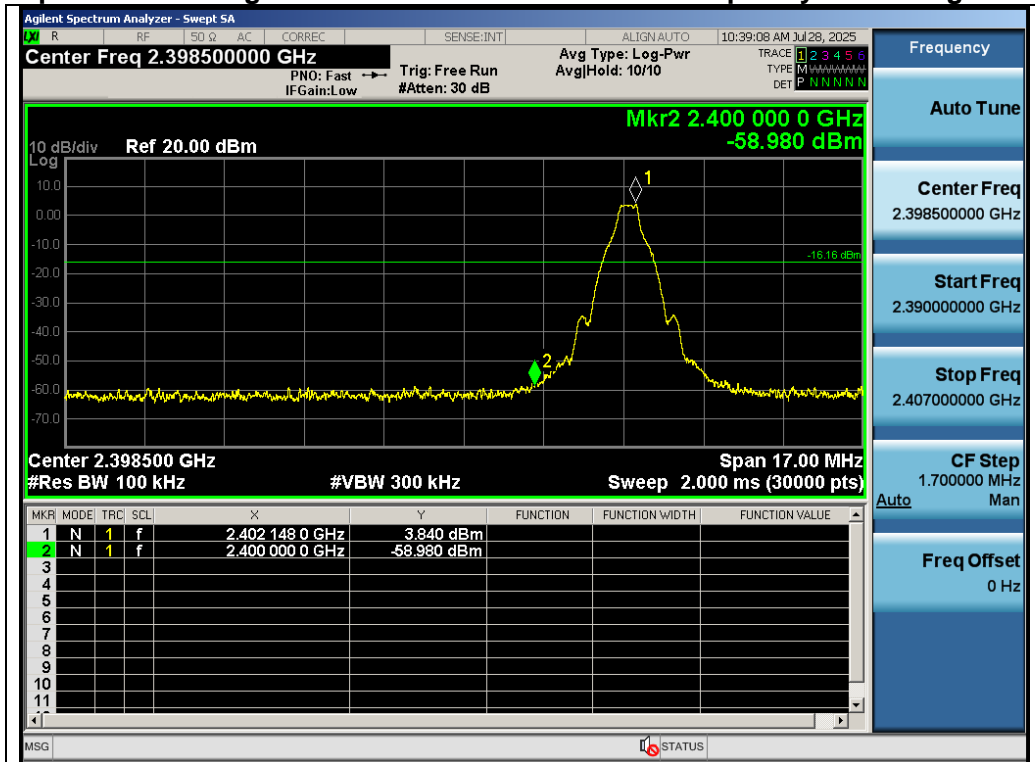 Agilent Spectrum Analyzer - Swept SA
LXI R RF 50 Ω AC CORREC SENSE:INT ALIGN AUTO 10:39:08 AM Jul 28, 2025
Center Freq 2.398500000 GHz
PNO: Fast
IFGain:Low
Trig: Free Run
#Atten: 30 dB
Avg Type: Log-Pwr
Avg|Hold: 10/10
TRACE 1 2 3 4 5 6
TYPE M
DET P N N N N N
Mkr2 2.400 000 0 GHz
-58.980 dBm
10 dB/div Ref 20.00 dBm
Log
10.0
0.00
-10.0
-20.0
-30.0
-40.0
-50.0
-60.0
-70.0
1
-16.16 dBm
2
Center 2.398500 GHz Span 17.00 MHz
#Res BW 100 kHz #VBW 300 kHz Sweep 2.000 ms (30000 pts)
MKR MODE TRC SCL X Y FUNCTION FUNCTION WIDTH FUNCTION VALUE
1 N 1 f 2.402 148 0 GHz 3.840 dBm
2 N 1 f 2.400 000 0 GHz -58.980 dBm
3
4
5
6
7
8
9
10
11
MSG STATUS
Frequency
Auto Tune
Center Freq
2.398500000 GHz
Start Freq
2.390000000 GHz
Stop Freq
2.407000000 GHz
CF Step
1.700000 MHz
Auto Man
Freq Offset
0 Hz